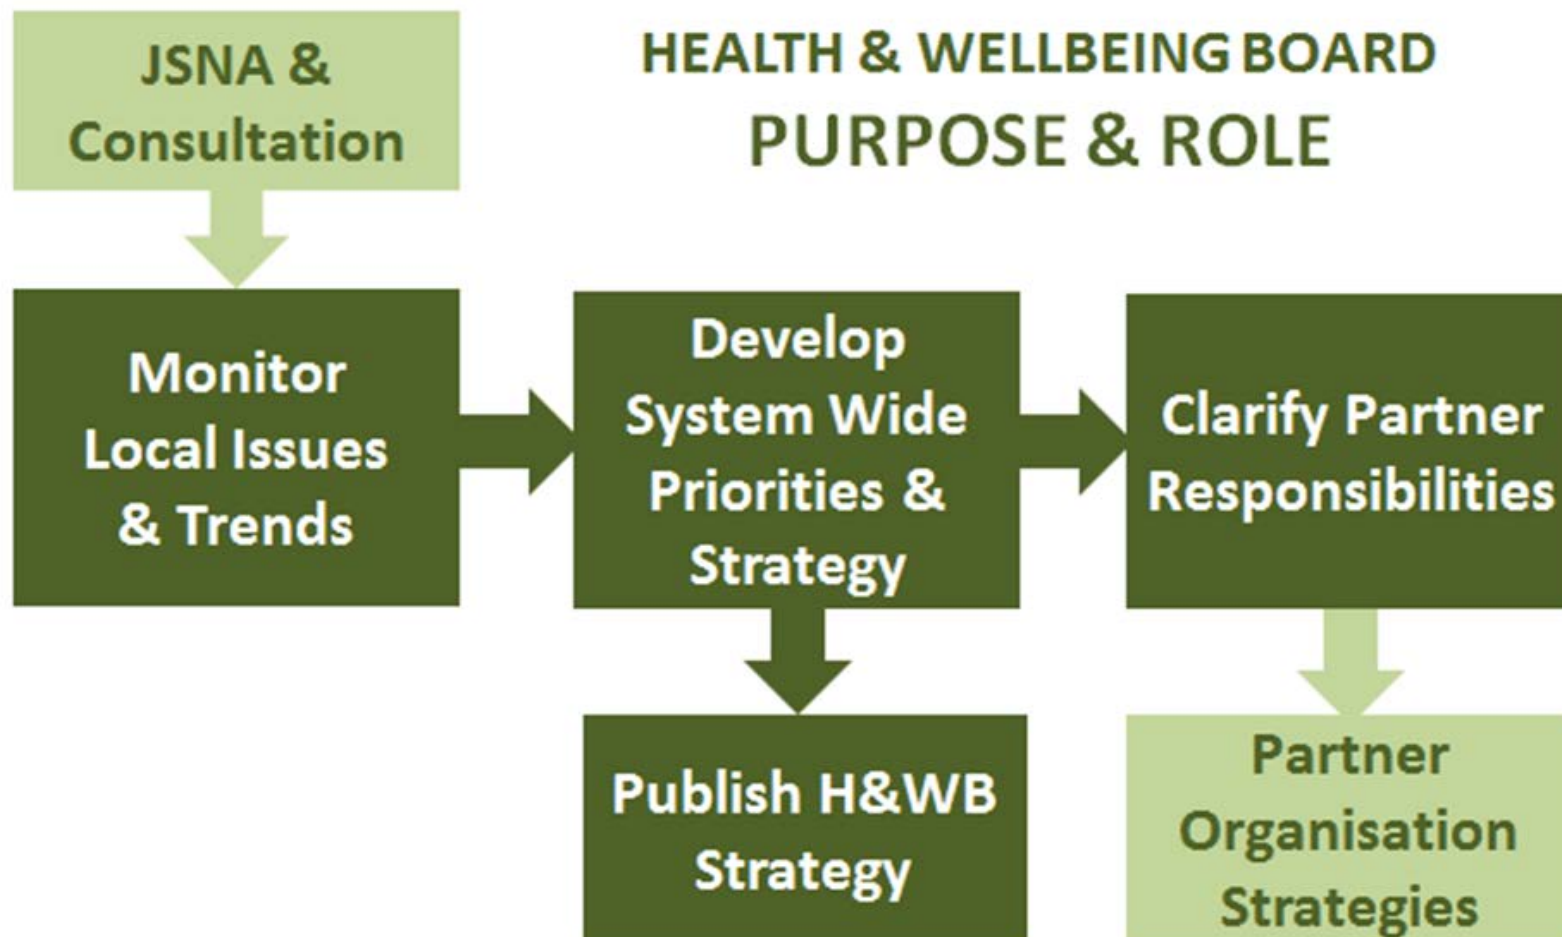 JSNA &
Consultation
HEALTH & WELLBEING BOARD
PURPOSE & ROLE
Monitor
Local Issues
& Trends
Develop
System Wide
Priorities &
Strategy
Clarify Partner
Responsibilities
Publish H&WB
Strategy
Partner
Organisation
Strategies